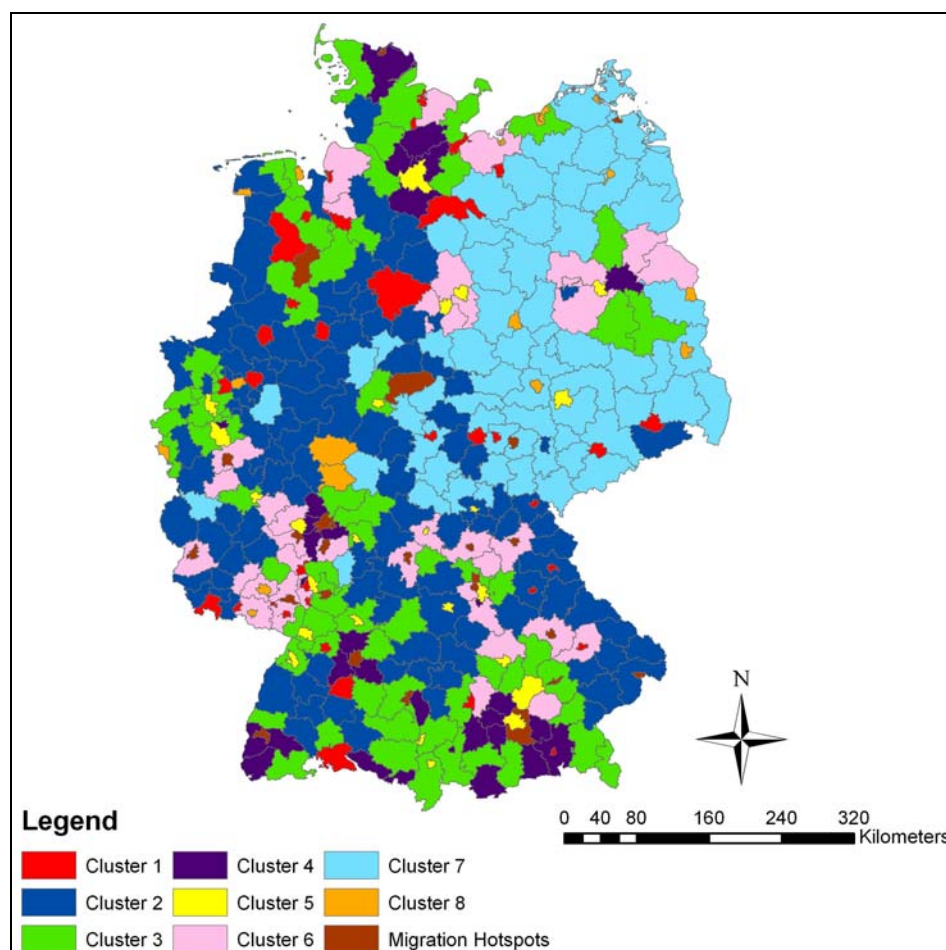 N
0 40 80 160 240 320
Kilometers
Legend
Cluster 1 Cluster 4 Cluster 7
Cluster 2 Cluster 5 Cluster 8
Cluster 3 Cluster 6 Migration Hotspots